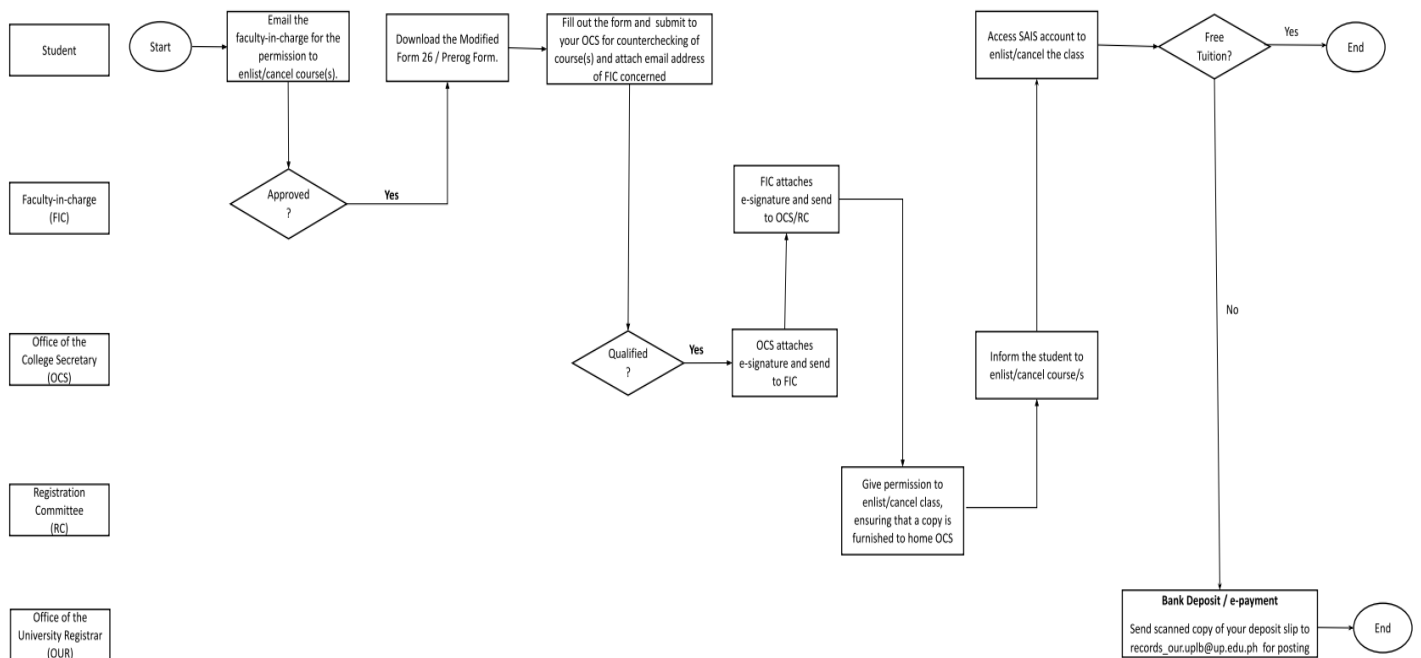 Student
Start
Email the
faculty-in-charge for the
permission to
enlist/cancel course(s).
Download the Modified
Form 26 / Prerog Form.
Fill out the form and submit to
your OCS for counterchecking of
course(s) and attach email address
of FIC concerned
Access SAIS account to
enlist/cancel the class
Free
Tuition?
Yes
End
Faculty-in-charge
(FIC)
Approved
?
Yes
FIC attaches
e-signature and send
to OCS/RC
No
Office of the
College Secretary
(OCS)
Qualified
?
Yes
OCS attaches
e-signature and send
to FIC
Inform the student to
enlist/cancel course/s
Registration
Committee
(RC)
Give permission to
enlist/cancel class,
ensuring that a copy is
furnished to home OCS
Office of the
University Registrar
(OUR)
Bank Deposit / e-payment
Send scanned copy of your deposit slip to
records_our.uplb@up.edu.ph for posting
End